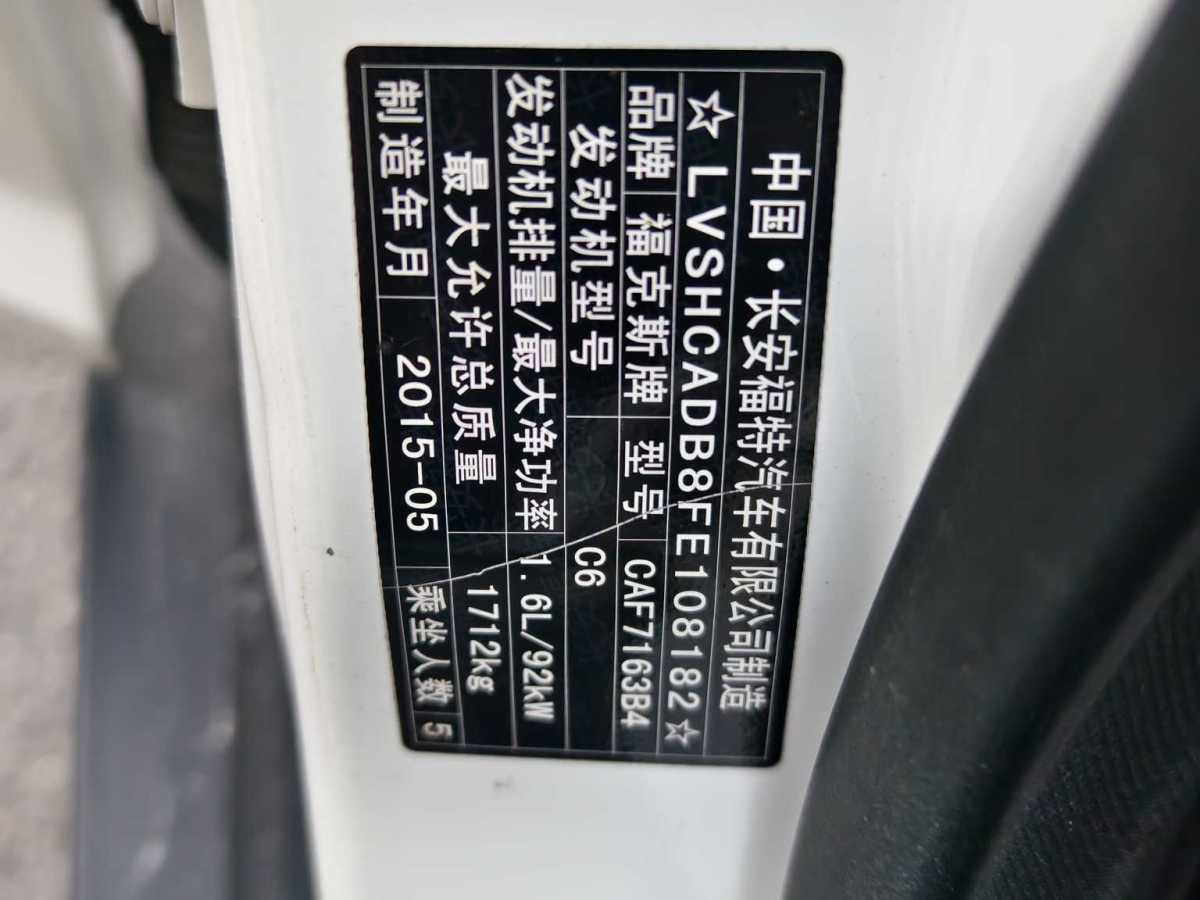 中国·长安福特汽车有限公司制造
☆LVSHCADB8FE108182☆
品牌 福克斯牌 型号 CAF7163B4
发动机型号 C6
发动机排量/最大净功率 1.6L/92kW
最大允许总质量 1712kg
制造年月 2015-05 乘坐人数 5